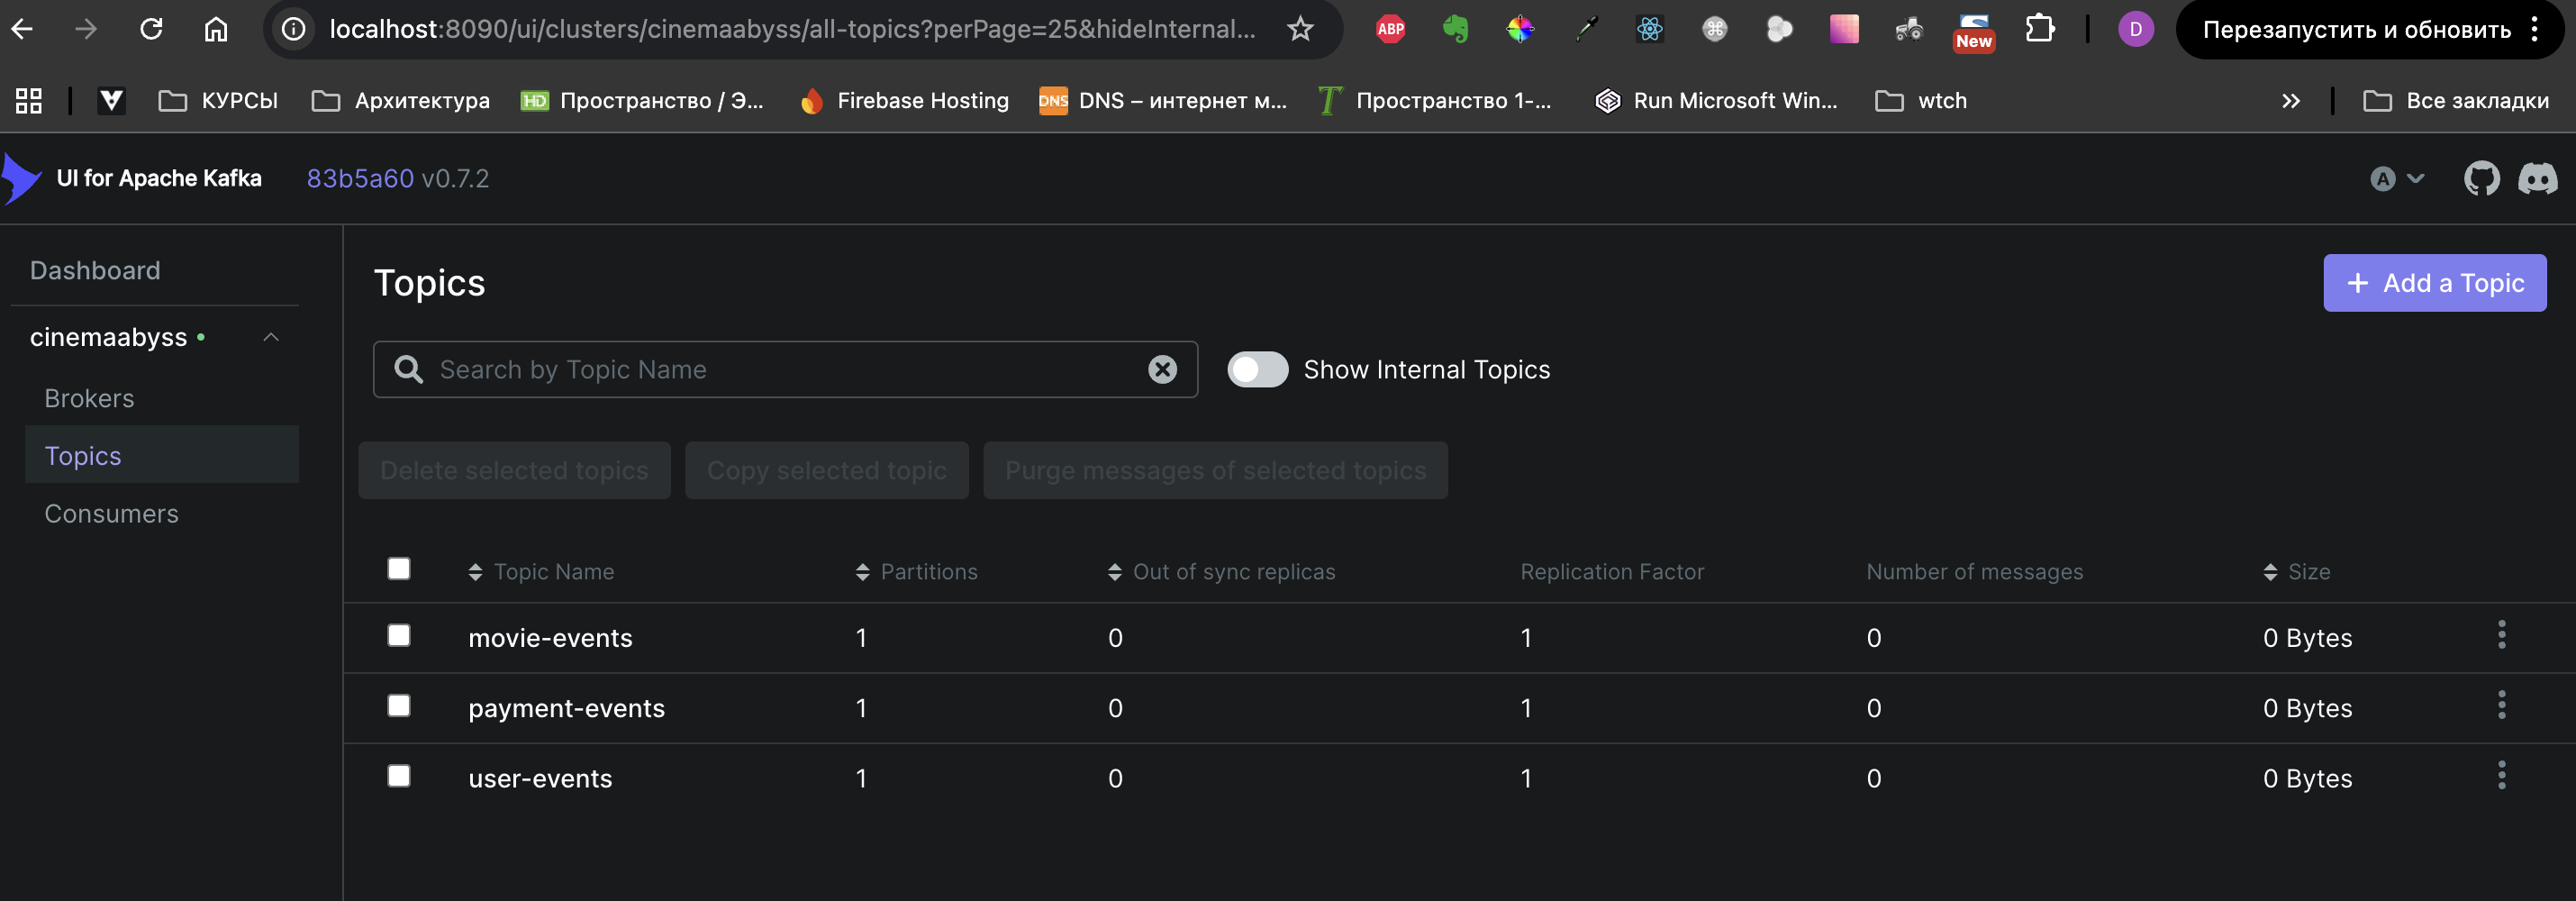 localhost:8090/ui/clusters/cinemaabyss/all-topics?perPage=25&hideInternal...
ABP
New
D
Перезапустить и обновить
КУРСЫ
Архитектура
HD Пространство / Э...
Firebase Hosting
DNS DNS – интернет м...
T Пространство 1-...
Run Microsoft Win...
wtch
Все закладки
UI for Apache Kafka 83b5a60 v0.7.2
A
Dashboard
cinemaabyss
Brokers
Topics
Consumers
Topics
+ Add a Topic
Search by Topic Name
Show Internal Topics
Delete selected topics Copy selected topic Purge messages of selected topics
Topic Name Partitions Out of sync replicas Replication Factor Number of messages Size
movie-events 1 0 1 0 0 Bytes
payment-events 1 0 1 0 0 Bytes
user-events 1 0 1 0 0 Bytes